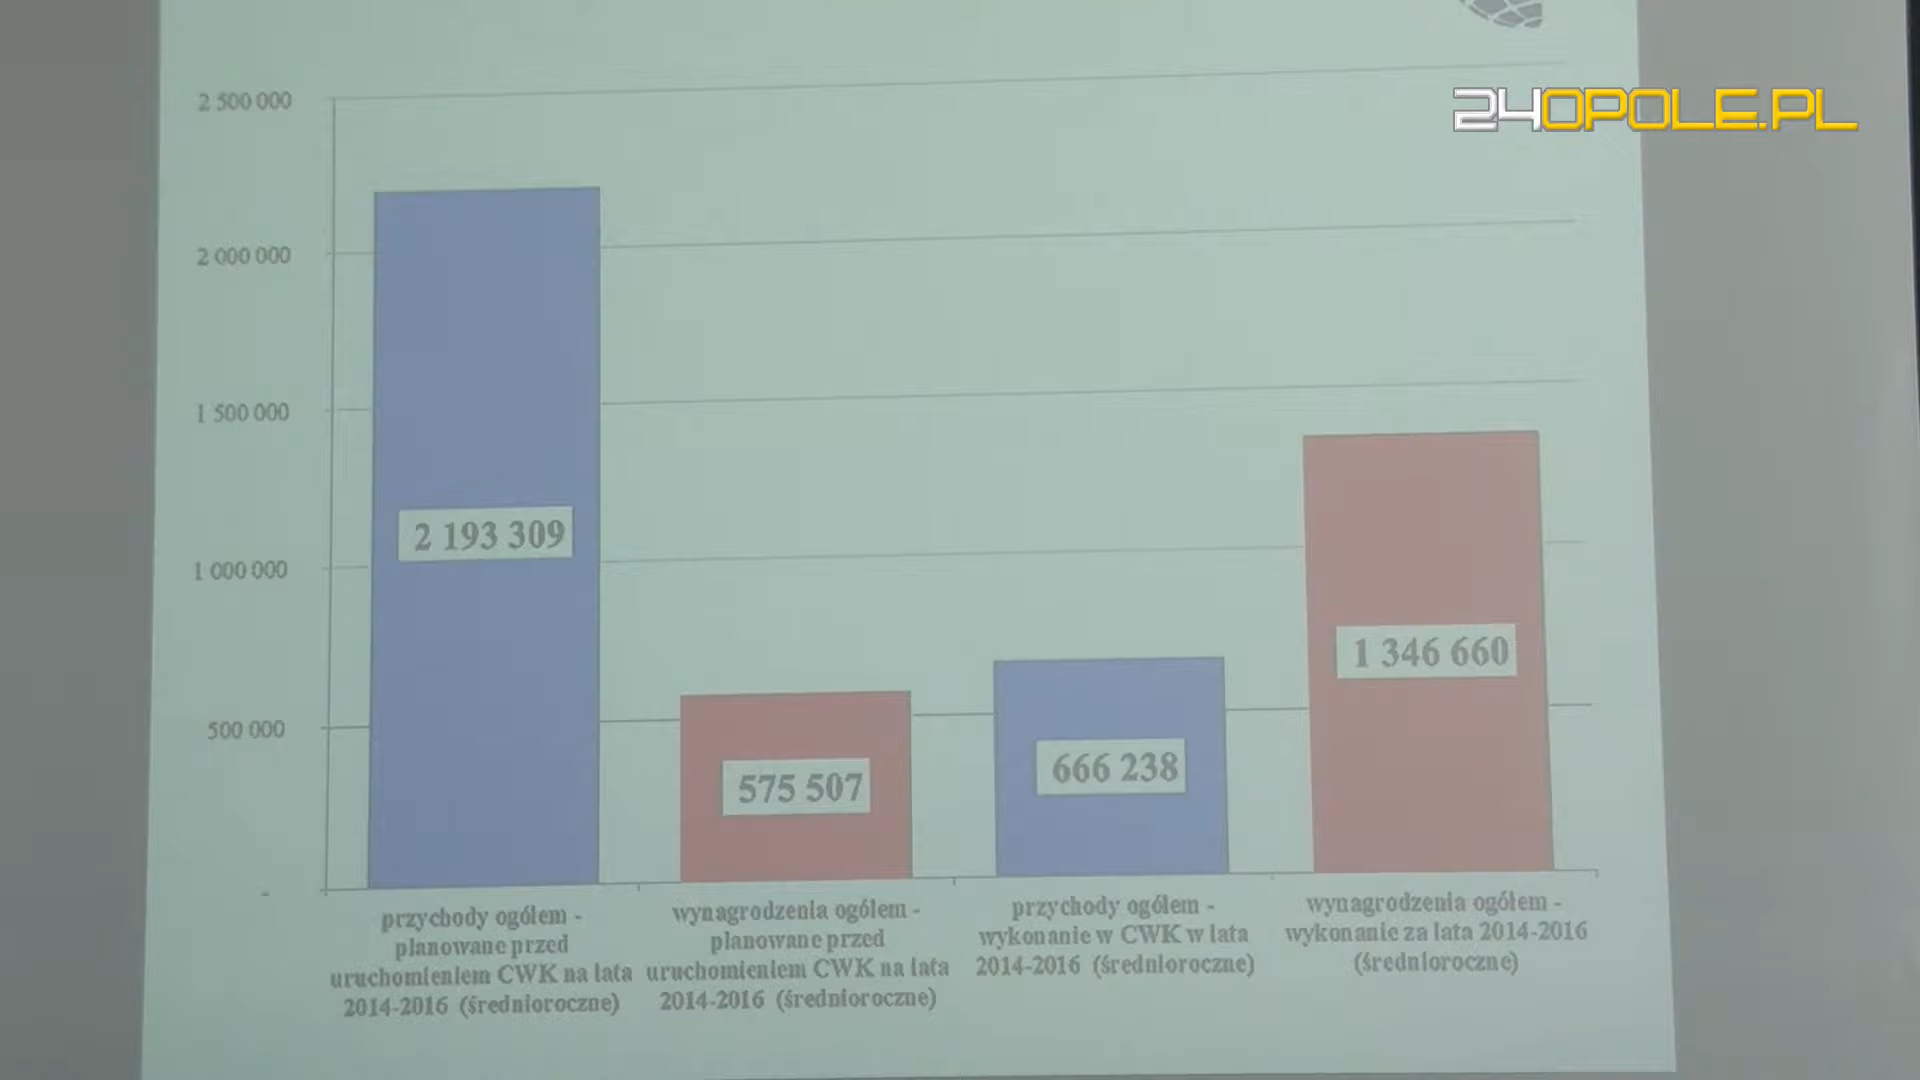 24OPOLE.PL
2 500 000
2 000 000
1 500 000
1 000 000
500 000
-
2 193 309
575 507
666 238
1 346 660
przychody ogółem -
planowane przed
uruchomieniem CWK na lata
2014-2016 (średnioroczne)
wynagrodzenia ogółem -
planowane przed
uruchomieniem CWK na lata
2014-2016 (średnioroczne)
przychody ogółem -
wykonanie w CWK w lata
2014-2016 (średnioroczne)
wynagrodzenia ogółem -
wykonanie za lata 2014-2016
(średnioroczne)